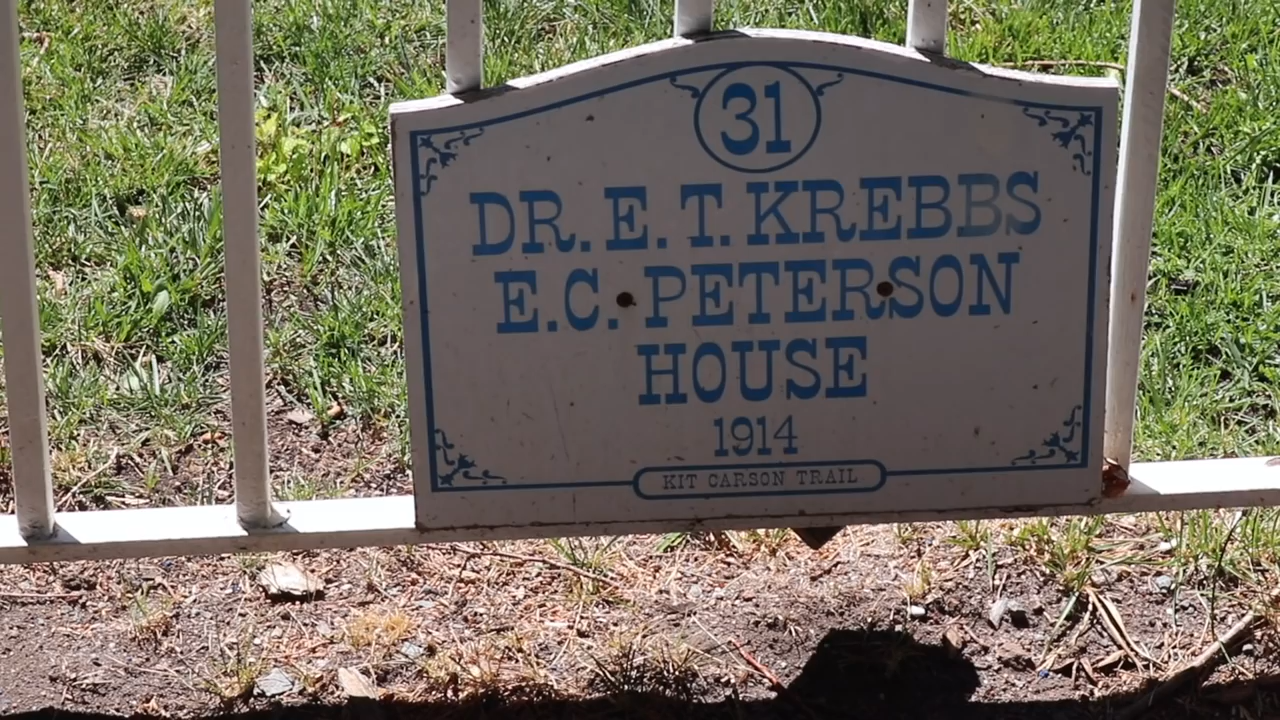 31
DR. E. T. KREBBS
E.C. PETERSON
HOUSE
1914
KIT CARSON TRAIL